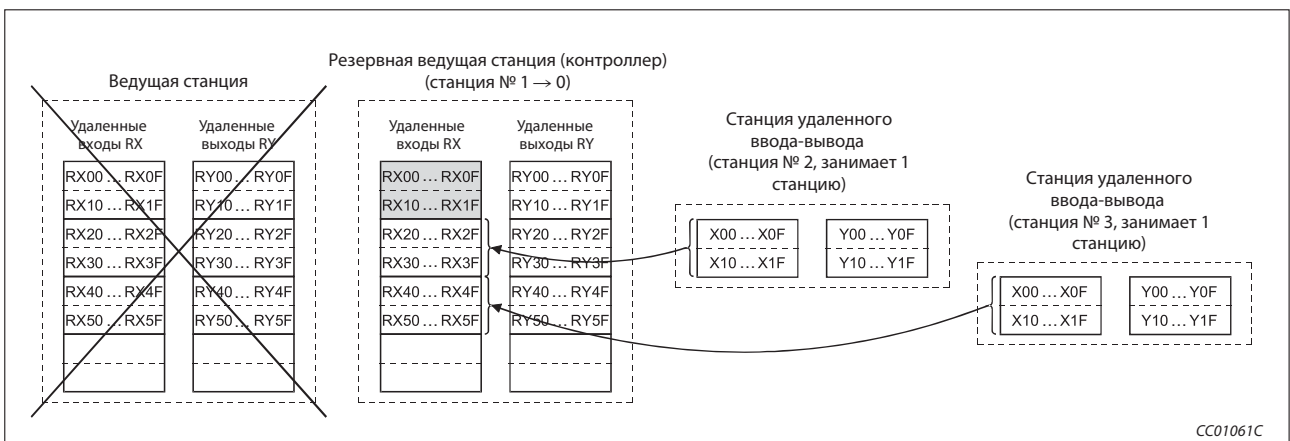 Ведущая станция
Удаленные
входы RX
Удаленные
выходы RY
RX00 ... RX0F
RX10 ... RX1F
RX20 ... RX2F
RX30 ... RX3F
RX40 ... RX4F
RX50 ... RX5F
RY00 ... RY0F
RY10 ... RY1F
RY20 ... RY2F
RY30 ... RY3F
RY40 ... RY4F
RY50 ... RY5F
Резервная ведущая станция (контроллер)
(станция № 1 → 0)
Удаленные
входы RX
Удаленные
выходы RY
RX00 ... RX0F
RX10 ... RX1F
RX20 ... RX2F
RX30 ... RX3F
RX40 ... RX4F
RX50 ... RX5F
RY00 ... RY0F
RY10 ... RY1F
RY20 ... RY2F
RY30 ... RY3F
RY40 ... RY4F
RY50 ... RY5F
Станция удаленного
ввода-вывода
(станция № 2, занимает 1
станцию)
X00 ... X0F
X10 ... X1F
Y00 ... Y0F
Y10 ... Y1F
Станция удаленного
ввода-вывода
(станция № 3, занимает 1
станцию)
X00 ... X0F
X10 ... X1F
Y00 ... Y0F
Y10 ... Y1F
CC01061C